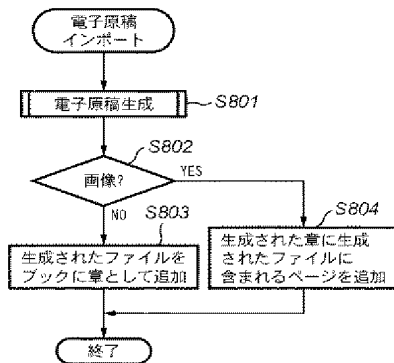 電子原稿
インポート
電子原稿生成
S801
S802
画像?
YES
NO
S803
S804
生成されたファイルを
ブックに章として追加
生成された章に生成
されたファイルに
含まれるページを追加
終了